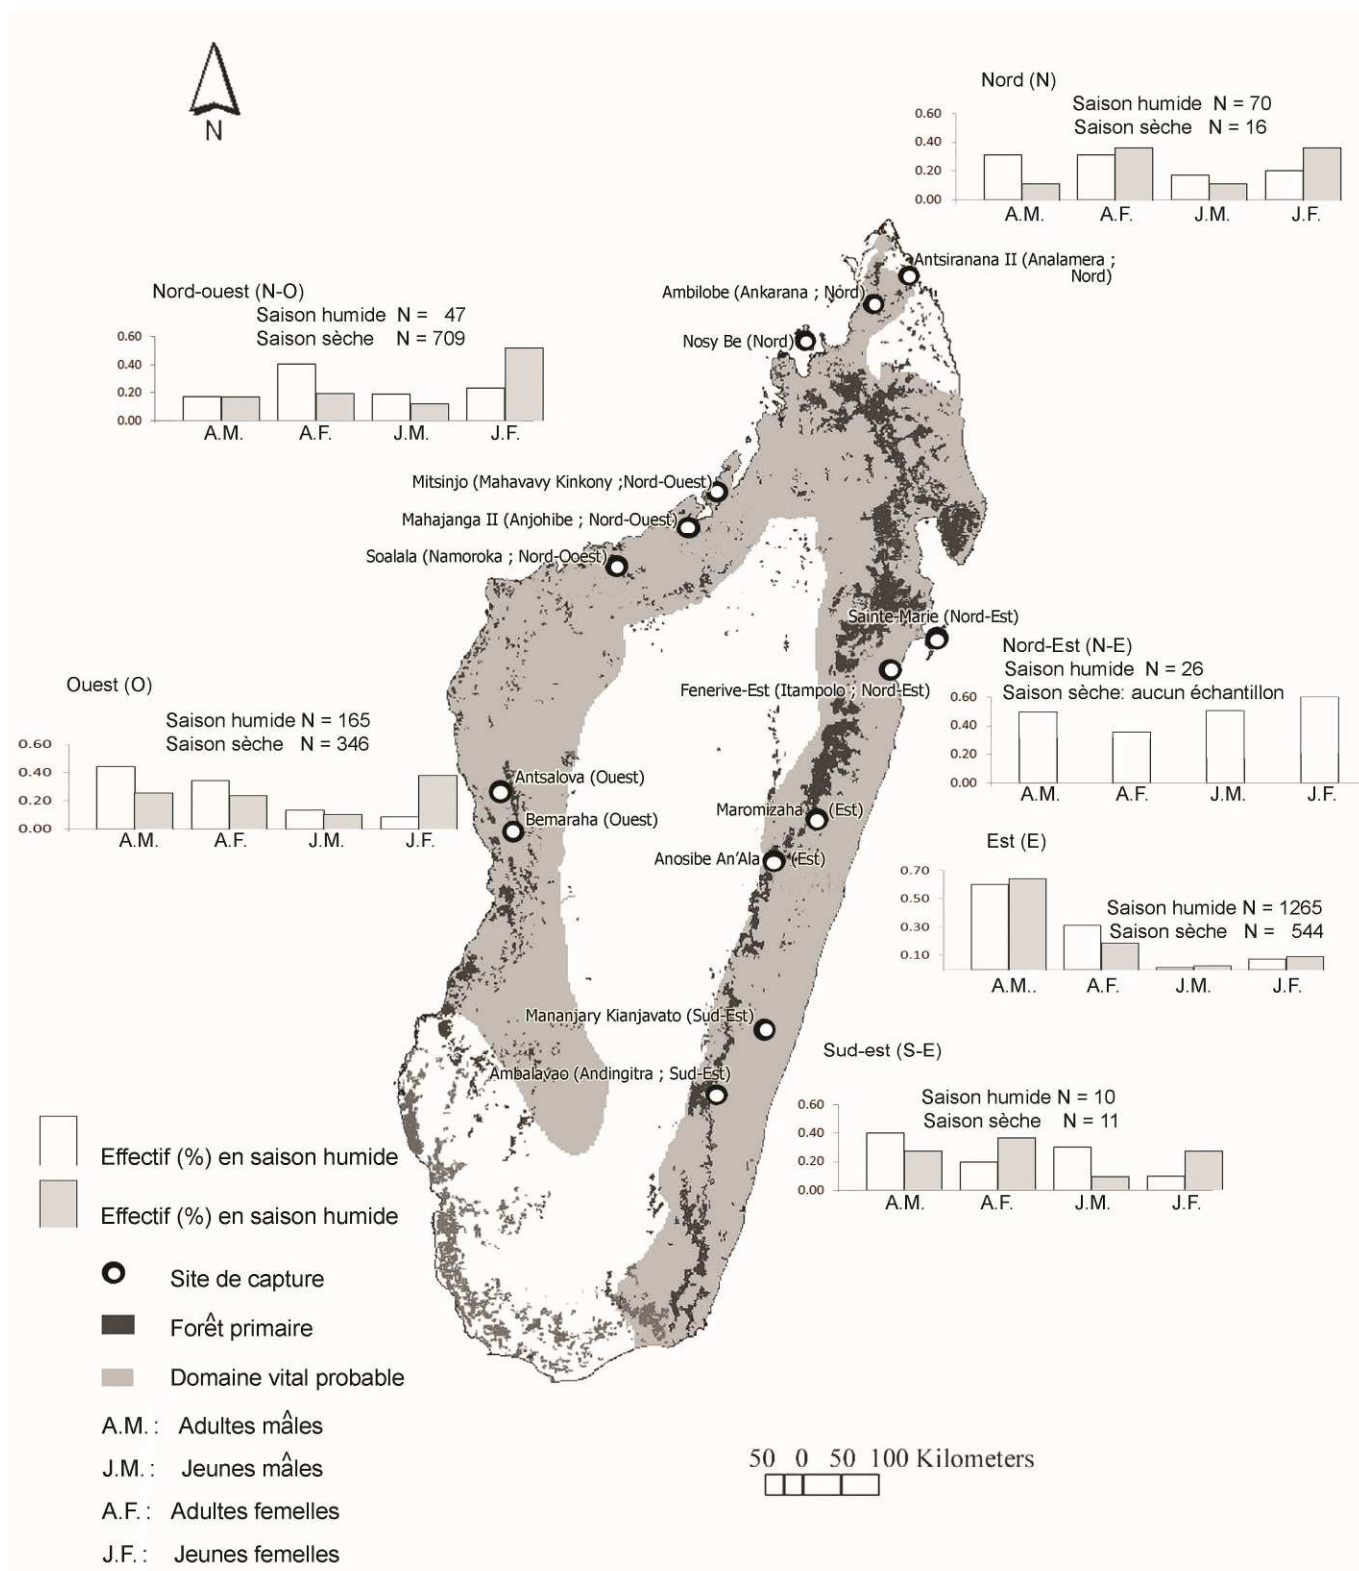 N
Nord (N)
Saison humide N = 70
Saison sèche N = 16
0.60
0.40
0.20
0.00
A.M.
A.F.
J.M.
J.F.
Antsiranana II (Analamera ;
Nord)
Ambilobe (Ankarana ; Nord)
Nosy Be (Nord)
Nord-ouest (N-O)
Saison humide N = 47
Saison sèche N = 709
0.60
0.40
0.20
0.00
A.M.
A.F.
J.M.
J.F.
Mitsinjo (Mahavavy Kinkony ;Nord-Ouest)
Mahajanga II (Anjohibe ; Nord-Ouest)
Soalala (Namoroka ; Nord-Ooest)
Sainte-Marie (Nord-Est)
Fenerive-Est (Itampolo ; Nord-Est)
Nord-Est (N-E)
Saison humide N = 26
Saison sèche: aucun échantillon
0.60
0.40
0.20
0.00
A.M.
A.F.
J.M.
J.F.
Ouest (O)
Saison humide N = 165
Saison sèche N = 346
0.60
0.40
0.20
0.00
A.M.
A.F.
J.M.
J.F.
Antsalova (Ouest)
Bemaraha (Ouest)
Maromizaha (Est)
Anosibe An'Ala (Est)
Est (E)
Saison humide N = 1265
Saison sèche N = 544
0.70
0.30
0.10
A.M..
A.F.
J.M.
J.F.
Mananjary Kianjavato (Sud-Est)
Ambalavao (Andingitra ; Sud-Est)
Sud-est (S-E)
Saison humide N = 10
Saison sèche N = 11
0.60
0.40
0.20
0.00
A.M.
A.F.
J.M.
J.F.
Effectif (%) en saison humide
Effectif (%) en saison humide
Site de capture
Forêt primaire
Domaine vital probable
A.M. : Adultes mâles
J.M. : Jeunes mâles
A.F. : Adultes femelles
J.F. : Jeunes femelles
50 0 50 100 Kilometers